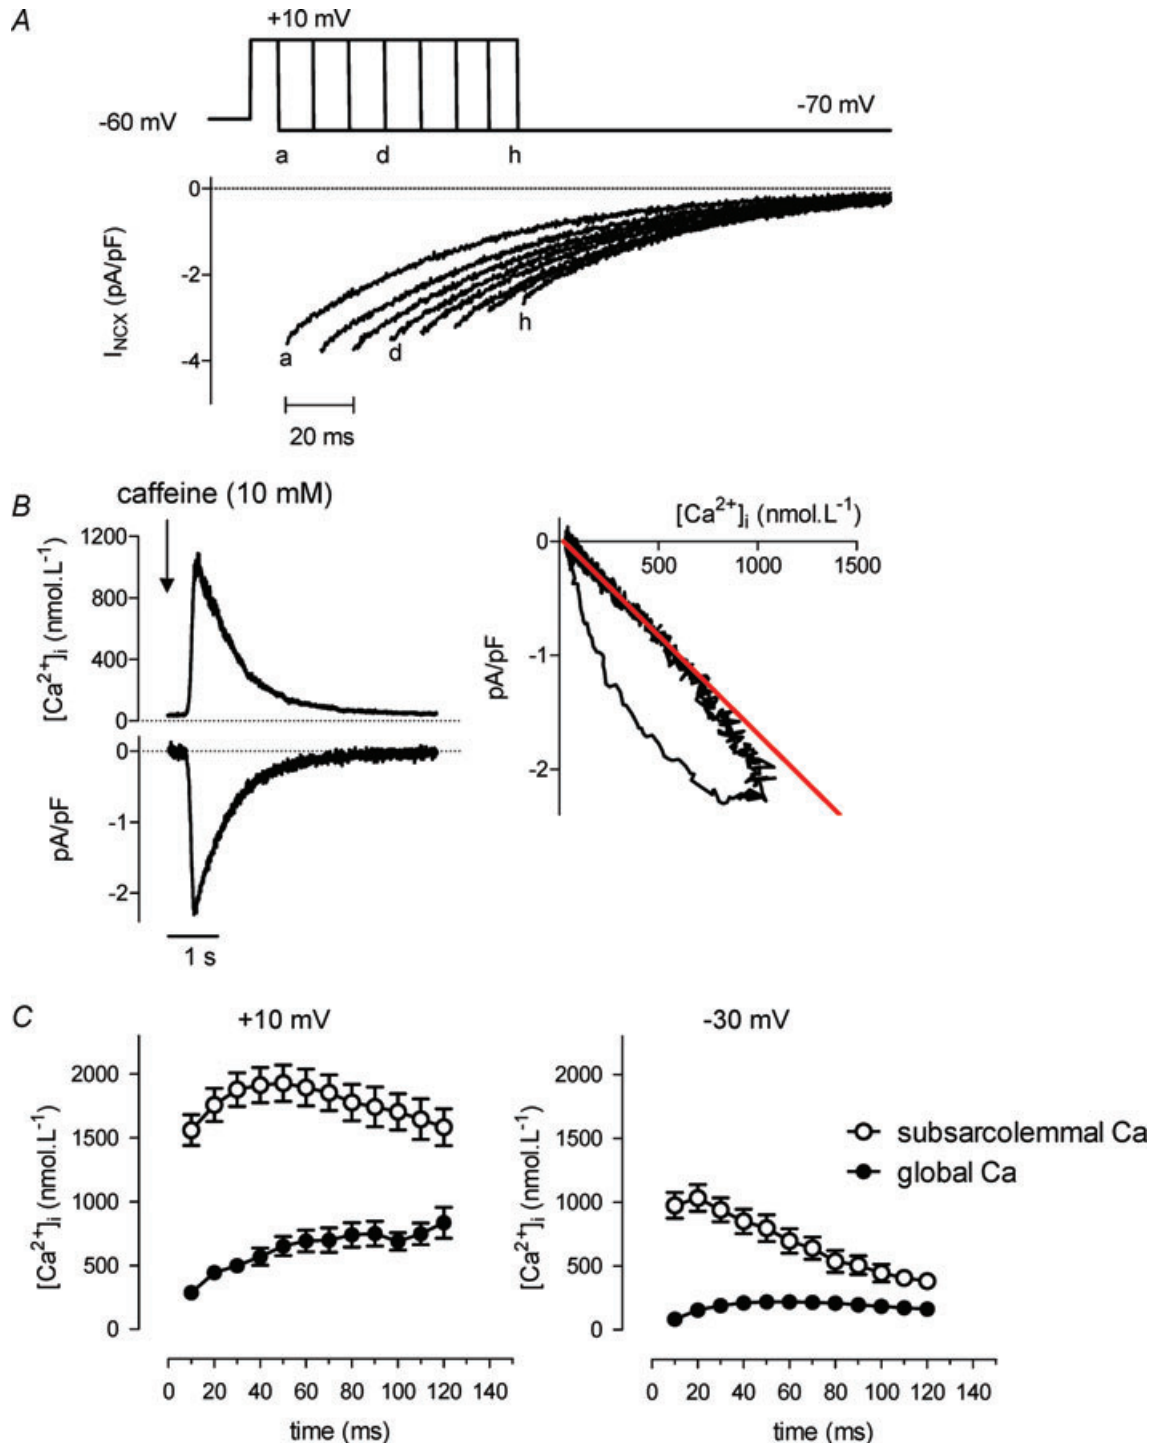 A
+10 mV
-60 mV
-70 mV
a d h
0
-2
-4
I_NCX (pA/pF)
a
d
h
20 ms
B
caffeine (10 mM)
1200
800
400
0
[Ca²⁺]ᵢ (nmol.L⁻¹)
0
-1
-2
pA/pF
1 s
[Ca²⁺]ᵢ (nmol.L⁻¹)
0
500 1000 1500
-1
-2
pA/pF
C
+10 mV
2000
1500
1000
500
0
[Ca²⁺]ᵢ (nmol.L⁻¹)
0 20 40 60 80 100 120 140
time (ms)
-30 mV
2000
1500
1000
500
0
[Ca²⁺]ᵢ (nmol.L⁻¹)
subsarcolemmal Ca
global Ca
0 20 40 60 80 100 120 140
time (ms)